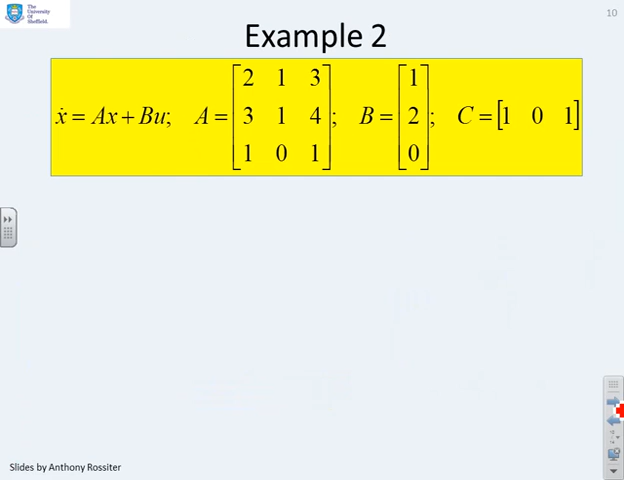 The
University
Of
Sheffield.
10
Example 2
ẋ = Ax + Bu; A = [2 1 3; 3 1 4; 1 0 1]; B = [1; 2; 0]; C = [1 0 1]
Slides by Anthony Rossiter